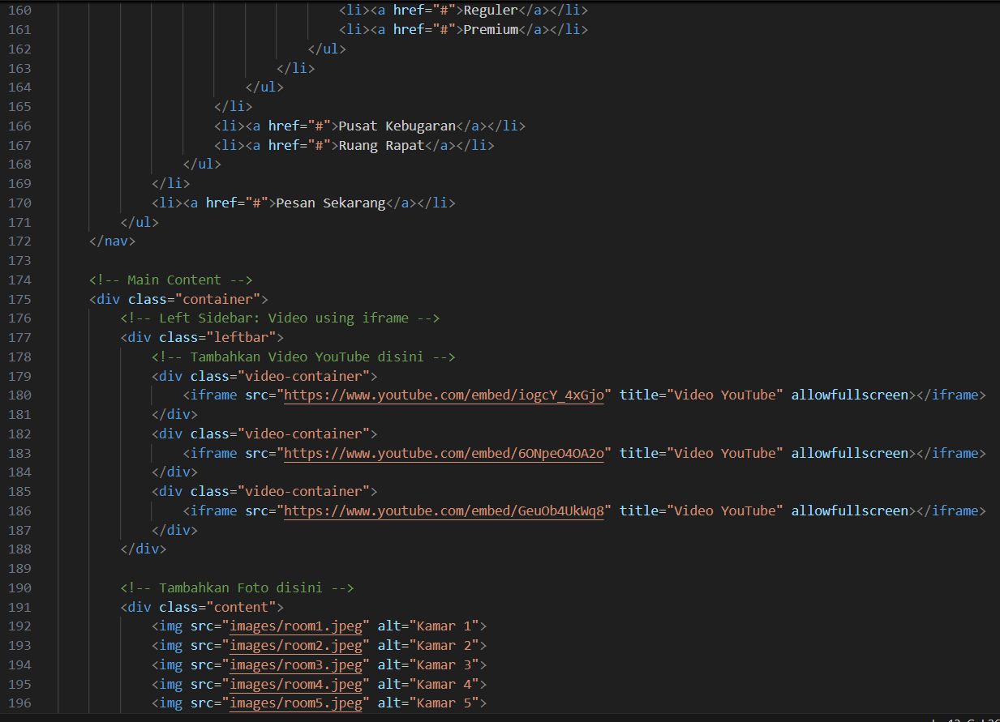 160 <li><a href="#">Reguler</a></li>
161 <li><a href="#">Premium</a></li>
162 </ul>
163 </li>
164 </ul>
165 </li>
166 <li><a href="#">Pusat Kebugaran</a></li>
167 <li><a href="#">Ruang Rapat</a></li>
168 </ul>
169 </li>
170 <li><a href="#">Pesan Sekarang</a></li>
171 </ul>
172 </nav>
173
174 <!-- Main Content -->
175 <div class="container">
176 <!-- Left Sidebar: Video using iframe -->
177 <div class="leftbar">
178 <!-- Tambahkan Video YouTube disini -->
179 <div class="video-container">
180 <iframe src="https://www.youtube.com/embed/iogcY_4xGjo" title="Video YouTube" allowfullscreen></iframe>
181 </div>
182 <div class="video-container">
183 <iframe src="https://www.youtube.com/embed/6ONpeO4OA2o" title="Video YouTube" allowfullscreen></iframe>
184 </div>
185 <div class="video-container">
186 <iframe src="https://www.youtube.com/embed/GeuOb4UkWq8" title="Video YouTube" allowfullscreen></iframe>
187 </div>
188 </div>
189
190 <!-- Tambahkan Foto disini -->
191 <div class="content">
192 <img src="images/room1.jpeg" alt="Kamar 1">
193 <img src="images/room2.jpeg" alt="Kamar 2">
194 <img src="images/room3.jpeg" alt="Kamar 3">
195 <img src="images/room4.jpeg" alt="Kamar 4">
196 <img src="images/room5.jpeg" alt="Kamar 5">